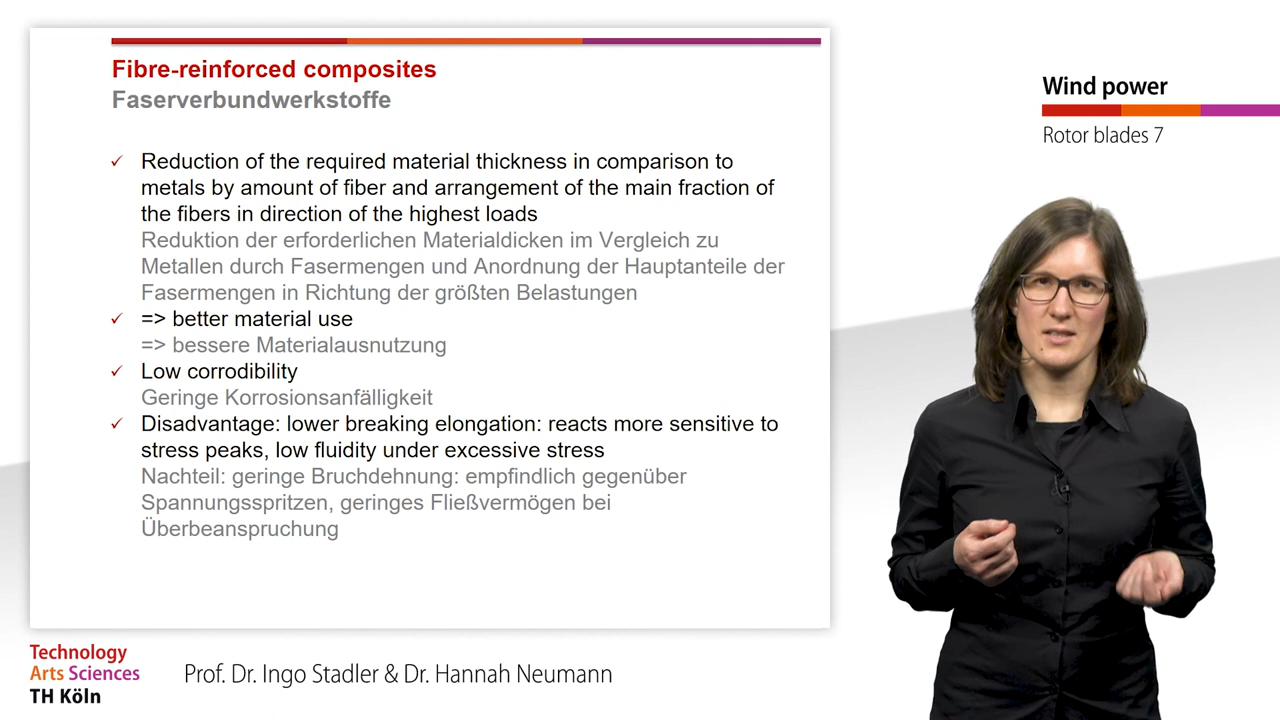 Fibre-reinforced composites
Faserverbundwerkstoffe
Reduction of the required material thickness in comparison to
metals by amount of fiber and arrangement of the main fraction of
the fibers in direction of the highest loads
Reduktion der erforderlichen Materialdicken im Vergleich zu
Metallen durch Fasermengen und Anordnung der Hauptanteile der
Fasermengen in Richtung der größten Belastungen
=> better material use
=> bessere Materialausnutzung
Low corrodibility
Geringe Korrosionsanfälligkeit
Disadvantage: lower breaking elongation: reacts more sensitive to
stress peaks, low fluidity under excessive stress
Nachteil: geringe Bruchdehnung: empfindlich gegenüber
Spannungsspritzen, geringes Fließvermögen bei
Überbeanspruchung
Wind power
Rotor blades 7
Technology
Arts Sciences
TH Köln
Prof. Dr. Ingo Stadler & Dr. Hannah Neumann